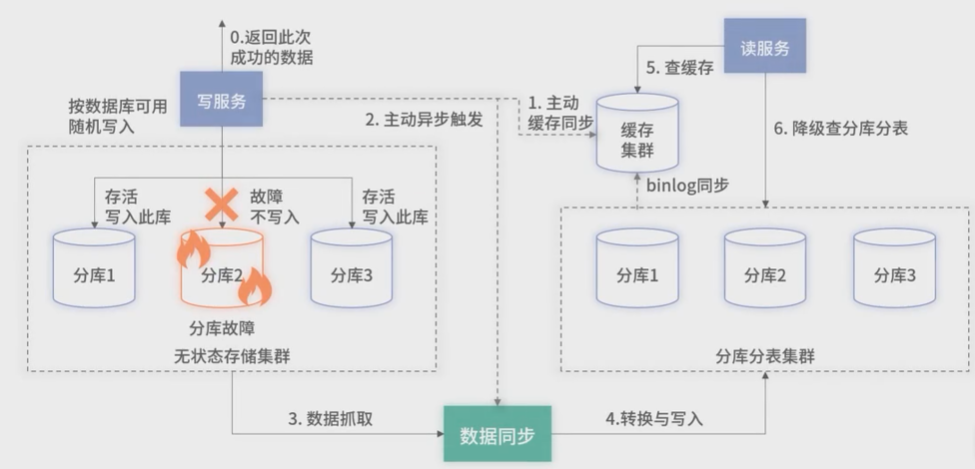 0.返回此次
成功的数据
写服务
按数据库可用
随机写入
2. 主动异步触发
1. 主动
缓存同步
读服务
5. 查缓存
缓存
集群
6. 降级查分库分表
binlog同步
存活
写入此库
故障
不写入
存活
写入此库
分库1
分库2
分库3
分库故障
无状态存储集群
分库1
分库2
分库3
分库分表集群
3. 数据抓取
数据同步
4.转换与写入